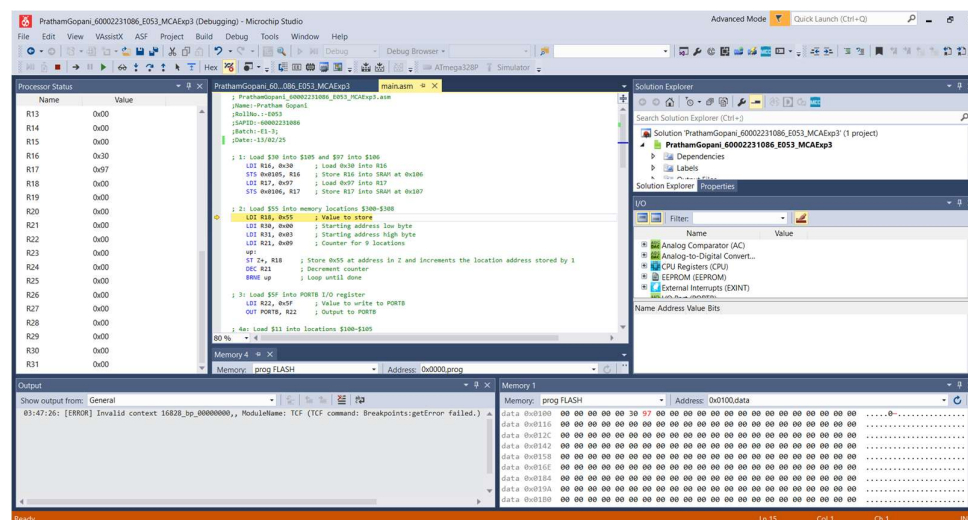 PrathamGopani_60002231086_E053_MCAExp3 (Debugging) - Microchip Studio
Advanced Mode
Quick Launch (Ctrl+Q)
File Edit View VAssistX ASF Project Build Debug Tools Window Help
Debug
Debug Browser
Hex
ATmega328P
Simulator
Processor Status
Name Value
R13 0x00
R14 0x00
R15 0x00
R16 0x30
R17 0x97
R18 0x00
R19 0x00
R20 0x00
R21 0x00
R22 0x00
R23 0x00
R24 0x00
R25 0x00
R26 0x00
R27 0x00
R28 0x00
R29 0x00
R30 0x00
R31 0x00
PrathamGopani_60...086_E053_MCAExp3
main.asm
; PrathamGopani_60002231086_E053_MCAExp3.asm
;Name:-Pratham Gopani
;RollNo.:-E053
;SAPID:-60002231086
;Batch:-E1-3;
;Date:-13/02/25
; 1: Load $30 into $105 and $97 into $106
LDI R16, 0x30 ; Load 0x30 into R16
STS 0x0105, R16 ; Store R16 into SRAM at 0x106
LDI R17, 0x97 ; Load 0x97 into R17
STS 0x0106, R17 ; Store R17 into SRAM at 0x107
; 2: Load $55 into memory locations $300-$308
LDI R18, 0x55 ; Value to store
LDI R30, 0x00 ; Starting address low byte
LDI R31, 0x03 ; Starting address high byte
LDI R21, 0x09 ; Counter for 9 locations
up:
ST Z+, R18 ; Store 0x55 at address in Z and increments the location address stored by 1
DEC R21 ; Decrement counter
BRNE up ; Loop until done
; 3: Load $5F into PORTB I/O register
LDI R22, 0x5F ; Value to write to PORTB
OUT PORTB, R22 ; Output to PORTB
; 4a: Load $11 into locations $100-$105
80 %
Memory 4
Memory: prog FLASH Address: 0x0000,prog
Solution Explorer
Search Solution Explorer (Ctrl+;)
Solution 'PrathamGopani_60002231086_E053_MCAExp3' (1 project)
PrathamGopani_60002231086_E053_MCAExp3
Dependencies
Labels
Output Files
Solution Explorer Properties
I/O
Filter:
Name Value
Analog Comparator (AC)
Analog-to-Digital Convert...
CPU Registers (CPU)
EEPROM (EEPROM)
External Interrupts (EXINT)
I/O Port (PORTB)
Name Address Value Bits
Output
Show output from: General
03:47:26: [ERROR] Invalid context 16828_bp_00000000,, ModuleName: TCF (TCF command: Breakpoints:getError failed.)
Memory 1
Memory: prog FLASH Address: 0x0100,data
data 0x0100 00 00 00 00 00 30 97 00 00 00 00 00 00 00 00 00 00 00 00 00 00 00 .....0—...............
data 0x0116 00 00 00 00 00 00 00 00 00 00 00 00 00 00 00 00 00 00 00 00 00 00 ......................
data 0x012C 00 00 00 00 00 00 00 00 00 00 00 00 00 00 00 00 00 00 00 00 00 00 ......................
data 0x0142 00 00 00 00 00 00 00 00 00 00 00 00 00 00 00 00 00 00 00 00 00 00 ......................
data 0x0158 00 00 00 00 00 00 00 00 00 00 00 00 00 00 00 00 00 00 00 00 00 00 ......................
data 0x016E 00 00 00 00 00 00 00 00 00 00 00 00 00 00 00 00 00 00 00 00 00 00 ......................
data 0x0184 00 00 00 00 00 00 00 00 00 00 00 00 00 00 00 00 00 00 00 00 00 00 ......................
data 0x019A 00 00 00 00 00 00 00 00 00 00 00 00 00 00 00 00 00 00 00 00 00 00 ......................
data 0x01B0 00 00 00 00 00 00 00 00 00 00 00 00 00 00 00 00 00 00 00 00 00 00 ......................
Ready
Ln 15 Col 1 Ch 1